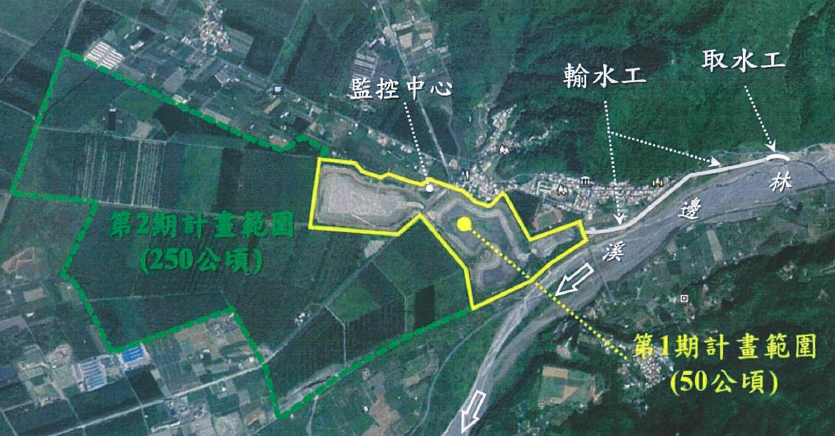 取水工
輸水工
監控中心
林
邊
溪
第2期計畫範圍
(250公頃)
第1期計畫範圍
(50公頃)